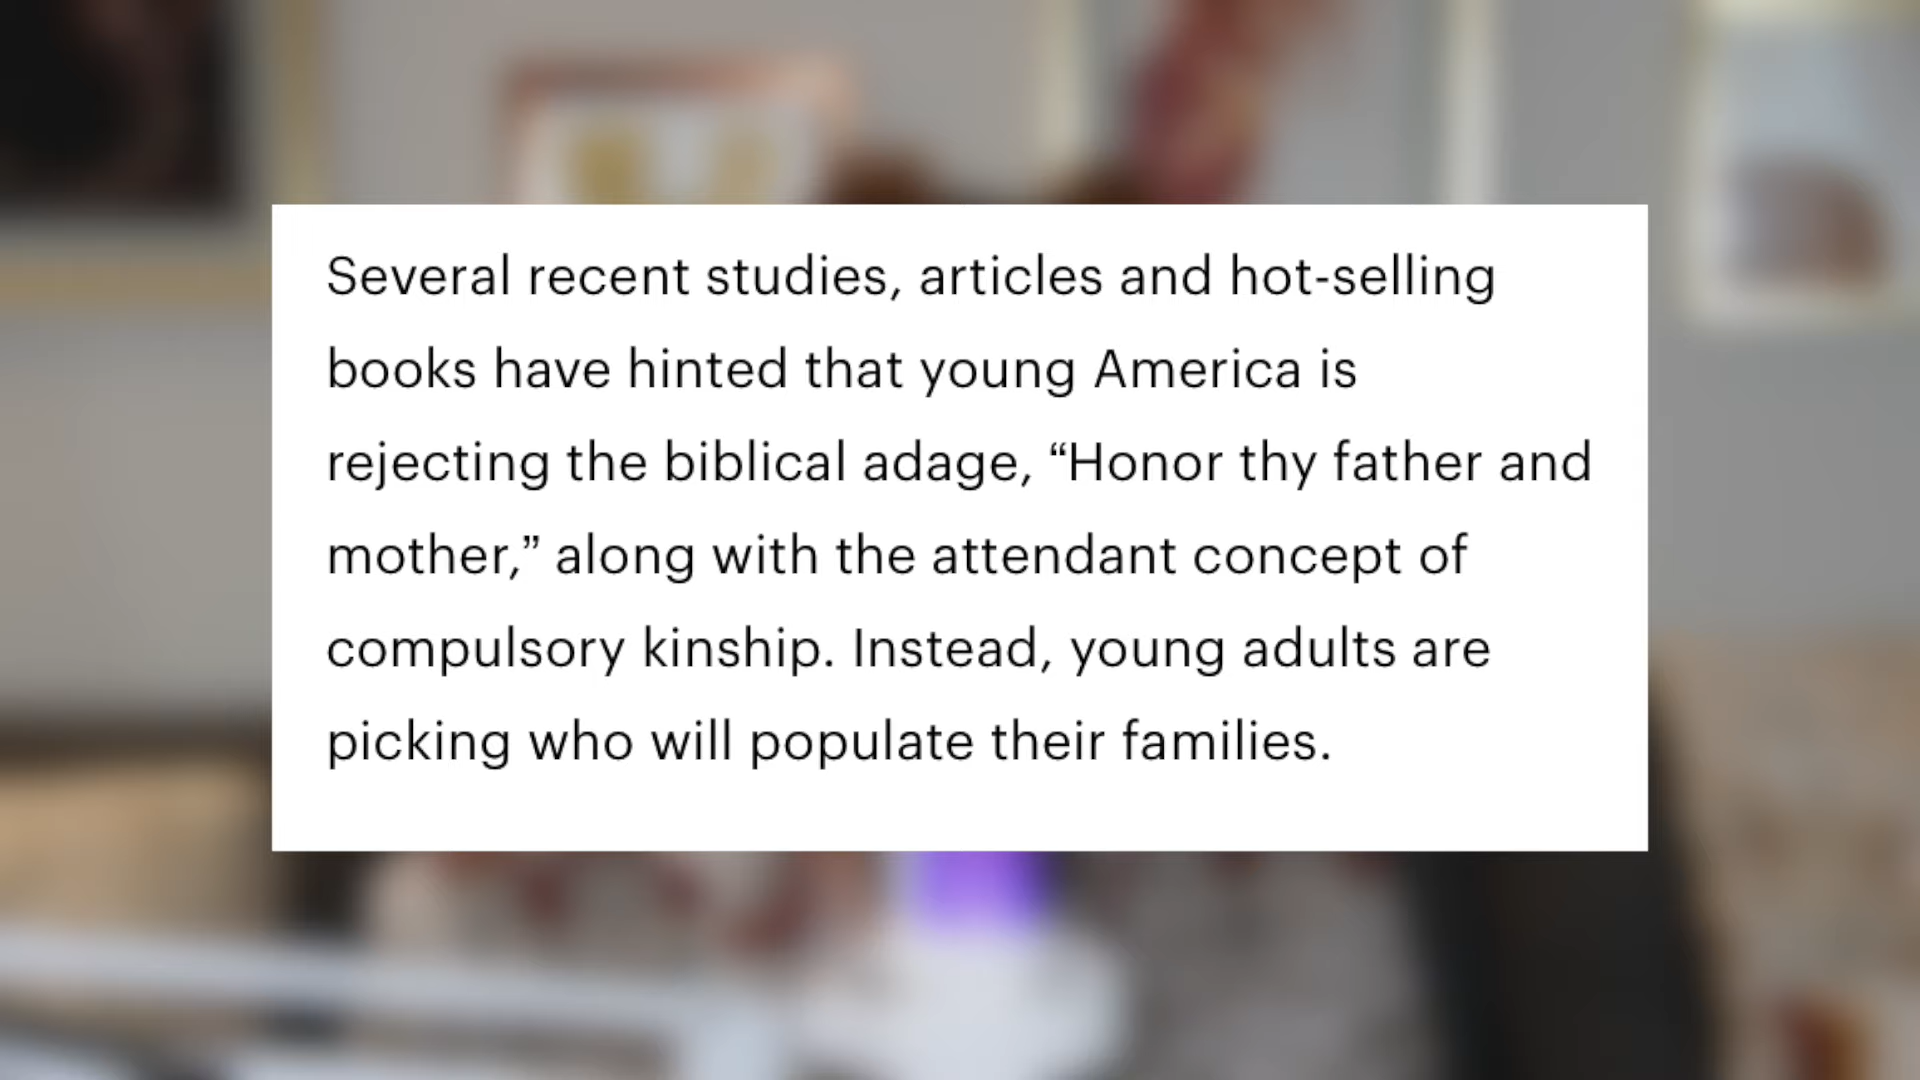 Several recent studies, articles and hot-selling
books have hinted that young America is
rejecting the biblical adage, “Honor thy father and
mother,” along with the attendant concept of
compulsory kinship. Instead, young adults are
picking who will populate their families.